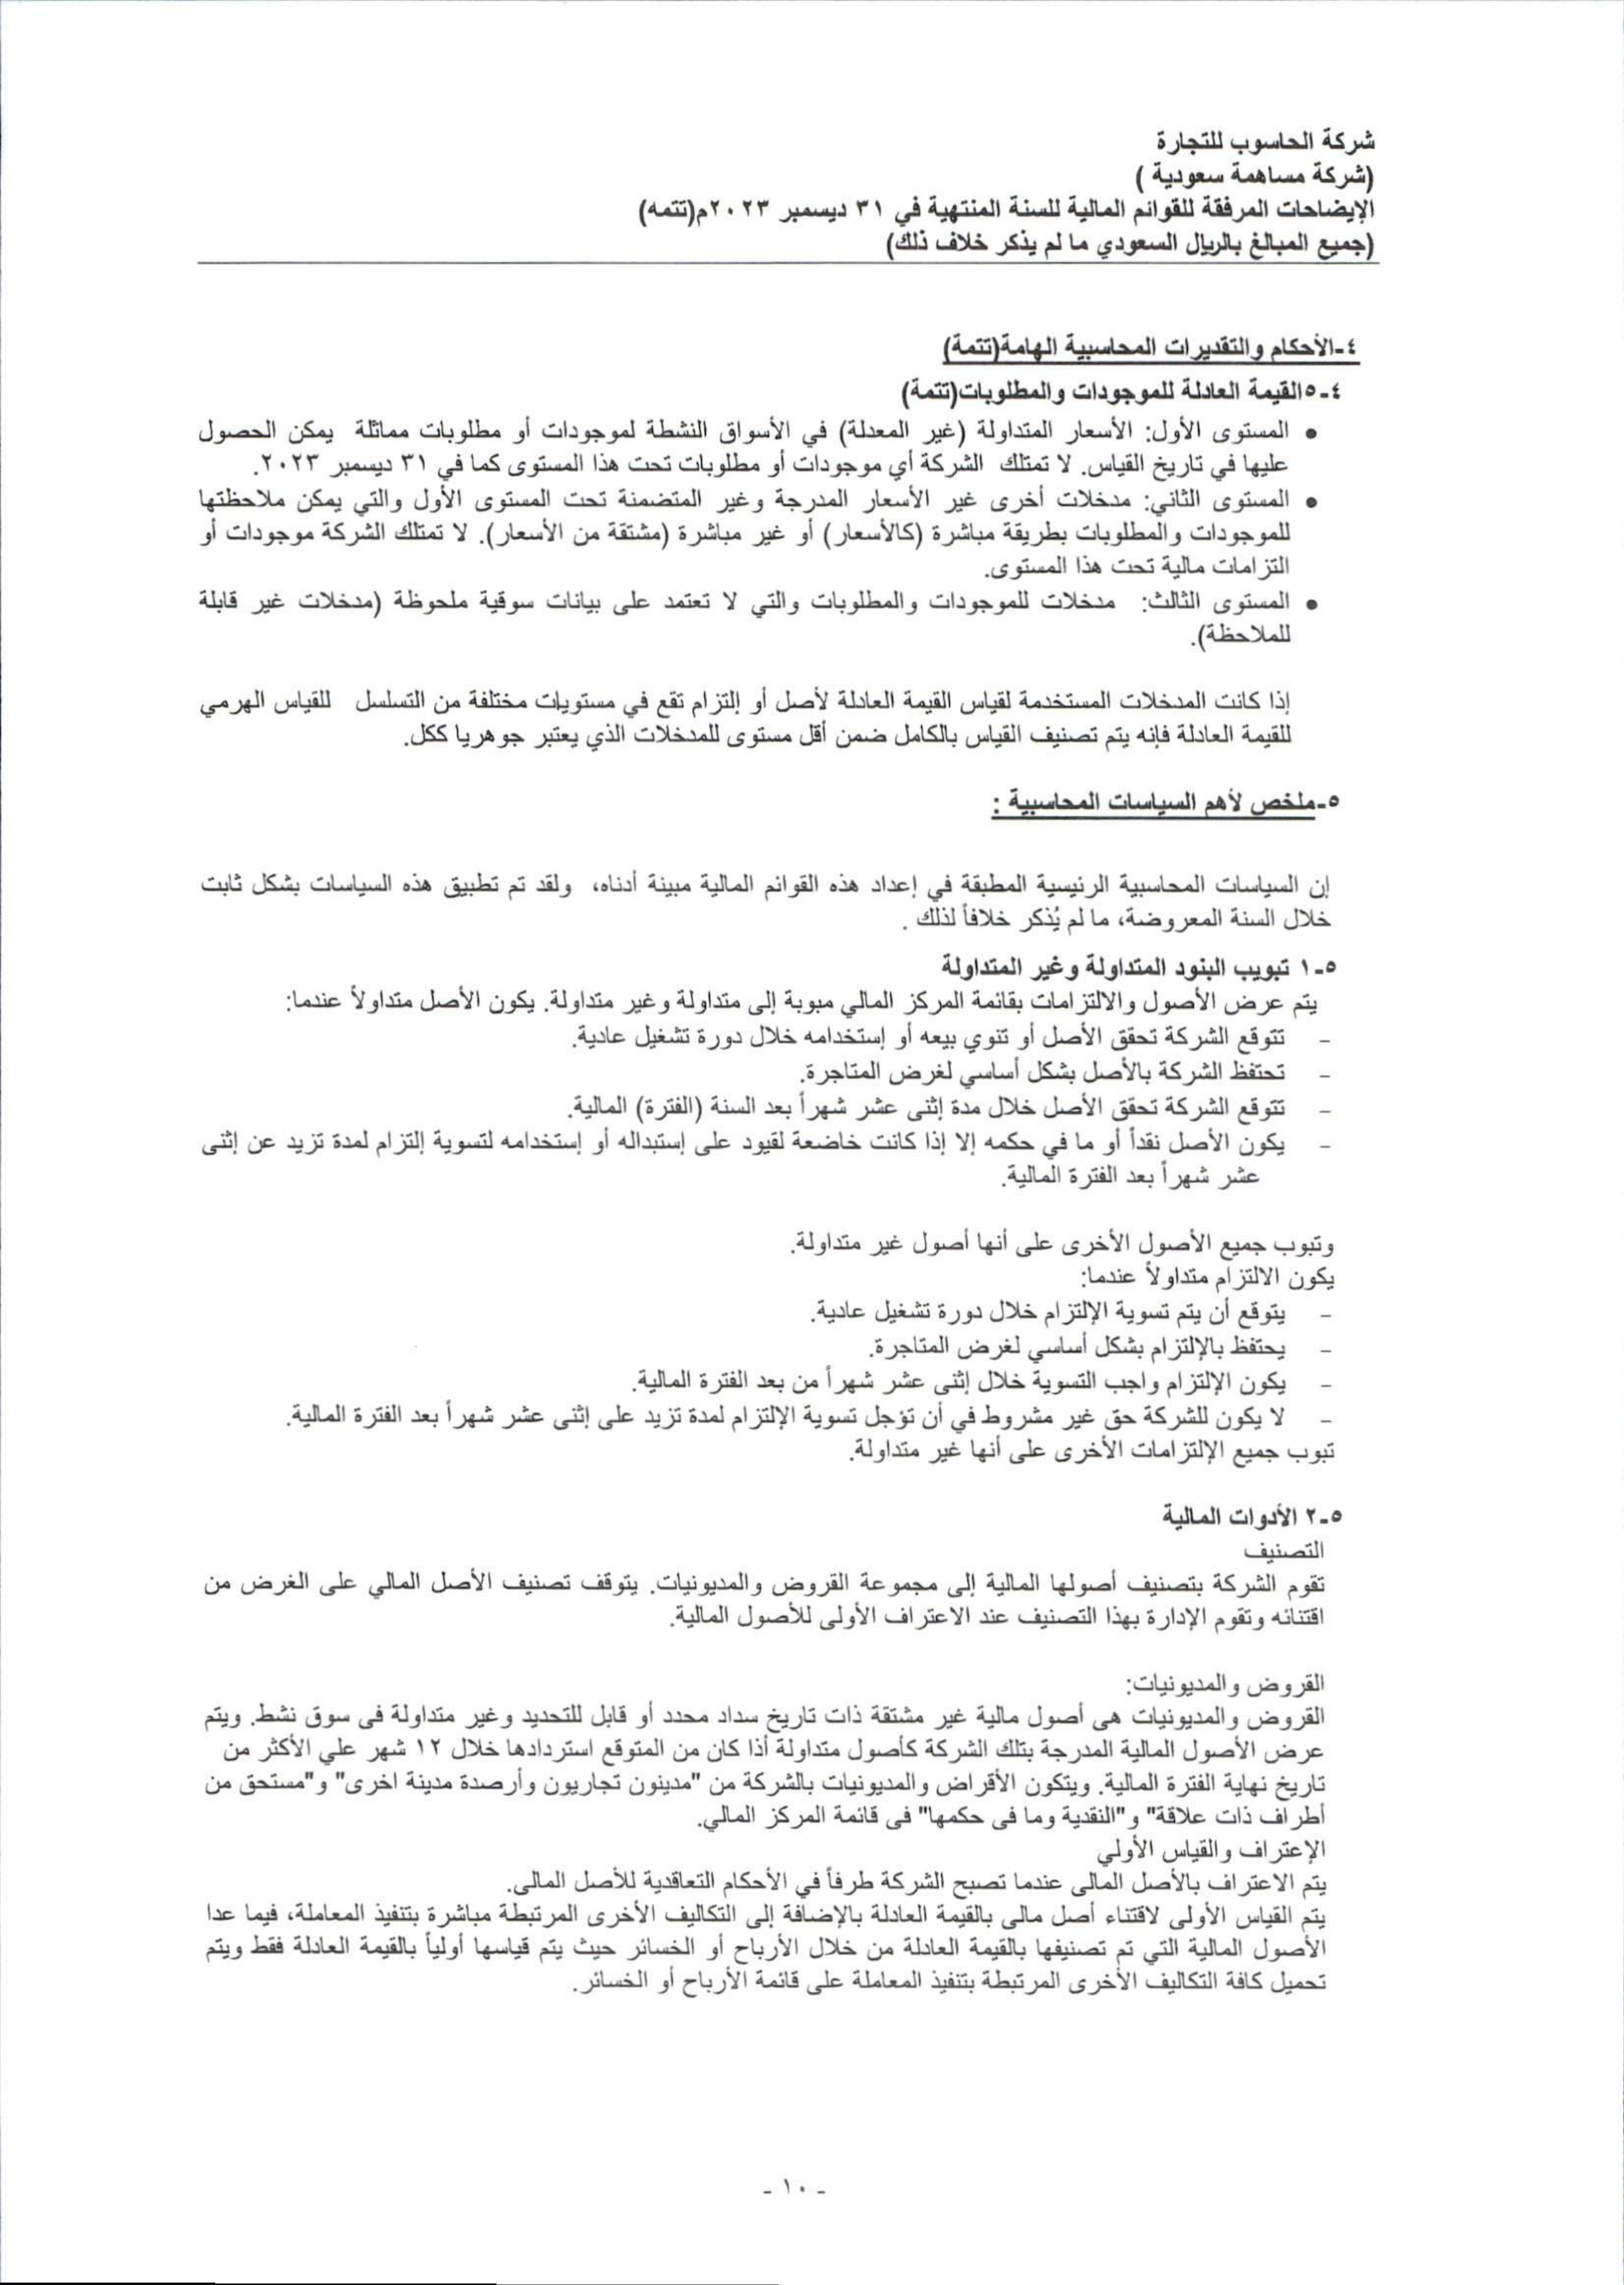 شركة الحاسوب للتجارة
(شركة مساهمة سعودية )
الإيضاحات المرفقة للقوائم المالية للسنة المنتهية في ٣١ ديسمبر ٢٠٢٣م(تتمه)
(جميع المبالغ بالريال السعودي ما لم يذكر خلاف ذلك)
٤-الأحكام والتقديرات المحاسبية الهامة(تتمة)
٤-٥القيمة العادلة للموجودات والمطلوبات(تتمة)
• المستوى الأول: الأسعار المتداولة (غير المعدلة) في الأسواق النشطة لموجودات أو مطلوبات مماثلة يمكن الحصول
عليها في تاريخ القياس. لا تمتلك الشركة أي موجودات أو مطلوبات تحت هذا المستوى كما في ٣١ ديسمبر ٢٠٢٣.
• المستوى الثاني: مدخلات أخرى غير الأسعار المدرجة وغير المتضمنة تحت المستوى الأول والتي يمكن ملاحظتها
للموجودات والمطلوبات بطريقة مباشرة (كالأسعار) أو غير مباشرة (مشتقة من الأسعار). لا تمتلك الشركة موجودات أو
التزامات مالية تحت هذا المستوى.
• المستوى الثالث: مدخلات للموجودات والمطلوبات والتي لا تعتمد على بيانات سوقية ملحوظة (مدخلات غير قابلة
للملاحظة).
إذا كانت المدخلات المستخدمة لقياس القيمة العادلة لأصل أو إلتزام تقع في مستويات مختلفة من التسلسل للقياس الهرمي
للقيمة العادلة فإنه يتم تصنيف القياس بالكامل ضمن أقل مستوى للمدخلات الذي يعتبر جوهريا ككل.
٥-ملخص لأهم السياسات المحاسبية :
إن السياسات المحاسبية الرئيسية المطبقة في إعداد هذه القوائم المالية مبينة أدناه، ولقد تم تطبيق هذه السياسات بشكل ثابت
خلال السنة المعروضة، ما لم يُذكر خلافاً لذلك .
٥-١ تبويب البنود المتداولة وغير المتداولة
يتم عرض الأصول والالتزامات بقائمة المركز المالي مبوبة إلى متداولة وغير متداولة. يكون الأصل متداولاً عندما:
- تتوقع الشركة تحقق الأصل أو تنوي بيعه أو إستخدامه خلال دورة تشغيل عادية.
- تحتفظ الشركة بالأصل بشكل أساسي لغرض المتاجرة.
- تتوقع الشركة تحقق الأصل خلال مدة إثنى عشر شهراً بعد السنة (الفترة) المالية.
- يكون الأصل نقداً أو ما في حكمه إلا إذا كانت خاضعة لقيود على إستبداله أو إستخدامه لتسوية إلتزام لمدة تزيد عن إثنى
عشر شهراً بعد الفترة المالية.
وتبوب جميع الأصول الأخرى على أنها أصول غير متداولة.
يكون الالتزام متداولاً عندما:
- يتوقع أن يتم تسوية الإلتزام خلال دورة تشغيل عادية.
- يحتفظ بالإلتزام بشكل أساسي لغرض المتاجرة.
- يكون الإلتزام واجب التسوية خلال إثنى عشر شهراً من بعد الفترة المالية.
- لا يكون للشركة حق غير مشروط في أن تؤجل تسوية الإلتزام لمدة تزيد على إثنى عشر شهراً بعد الفترة المالية.
تبوب جميع الإلتزامات الأخرى على أنها غير متداولة.
٥-٢ الأدوات المالية
التصنيف
تقوم الشركة بتصنيف أصولها المالية إلى مجموعة القروض والمديونيات. يتوقف تصنيف الأصل المالي على الغرض من
اقتنائه وتقوم الإدارة بهذا التصنيف عند الاعتراف الأولى للأصول المالية.
القروض والمديونيات:
القروض والمديونيات هى أصول مالية غير مشتقة ذات تاريخ سداد محدد أو قابل للتحديد وغير متداولة فى سوق نشط. ويتم
عرض الأصول المالية المدرجة بتلك الشركة كأصول متداولة أذا كان من المتوقع استردادها خلال ١٢ شهر علي الأكثر من
تاريخ نهاية الفترة المالية. ويتكون الأقراض والمديونيات بالشركة من "مدينون تجاريون وأرصدة مدينة اخرى" و"مستحق من
أطراف ذات علاقة" و"النقدية وما فى حكمها" فى قائمة المركز المالي.
الإعتراف والقياس الأولي
يتم الاعتراف بالأصل المالى عندما تصبح الشركة طرفاً في الأحكام التعاقدية للأصل المالى.
يتم القياس الأولى لاقتناء أصل مالى بالقيمة العادلة بالإضافة إلى التكاليف الأخرى المرتبطة مباشرة بتنفيذ المعاملة، فيما عدا
الأصول المالية التي تم تصنيفها بالقيمة العادلة من خلال الأرباح أو الخسائر حيث يتم قياسها أولياً بالقيمة العادلة فقط ويتم
تحميل كافة التكاليف الأخرى المرتبطة بتنفيذ المعاملة على قائمة الأرباح أو الخسائر.
- ١٠ -